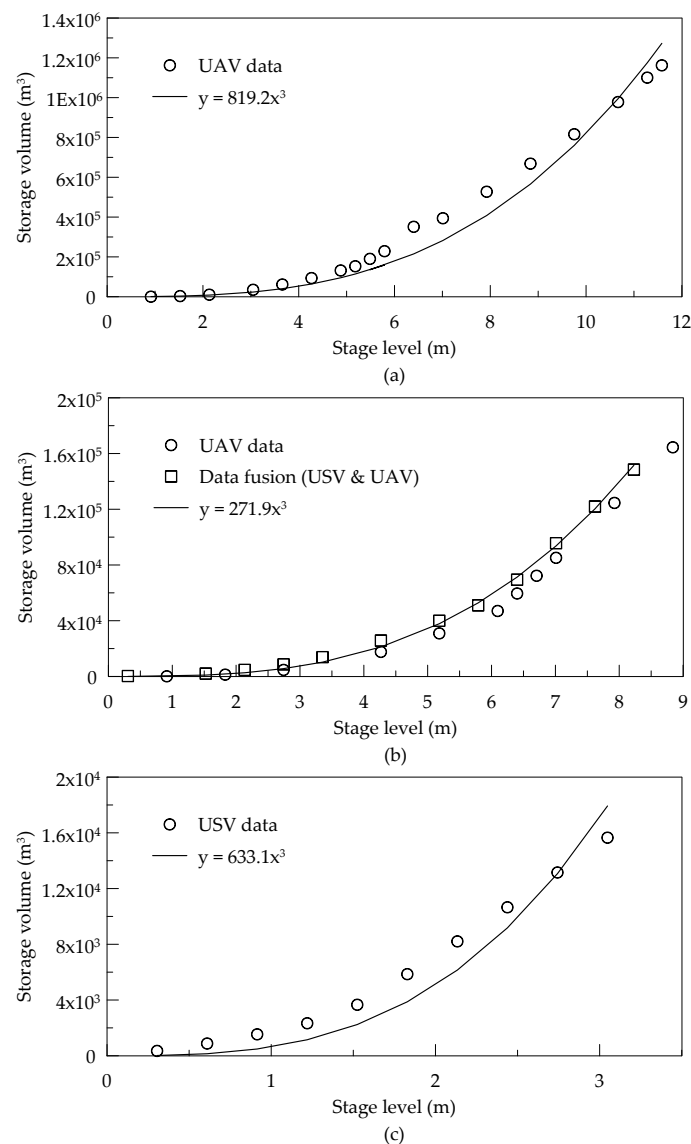 1.4x10⁶
1.2x10⁶
1Ex10⁶
8x10⁵
6x10⁵
4x10⁵
2x10⁵
0
Storage volume (m³)
UAV data
y = 819.2x³
0 2 4 6 8 10 12
Stage level (m)
(a)
2x10⁵
1.6x10⁵
1.2x10⁵
8x10⁴
4x10⁴
0
Storage volume (m³)
UAV data
Data fusion (USV & UAV)
y = 271.9x³
0 1 2 3 4 5 6 7 8 9
Stage level (m)
(b)
2x10⁴
1.6x10⁴
1.2x10⁴
8x10³
4x10³
0
Storage volume (m³)
USV data
y = 633.1x³
0 1 2 3
Stage level (m)
(c)